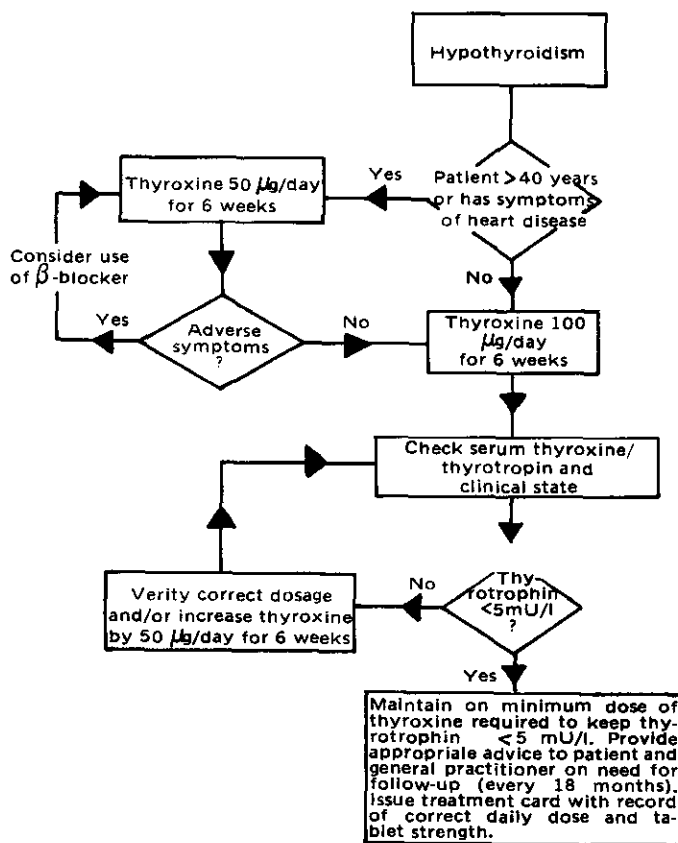 Hypothyroidism
Patient >40 years
or has symptoms
of heart disease
Yes
Thyroxine 50 μg/day
for 6 weeks
Consider use
of β-blocker
Yes
Adverse
symptoms
?
No
No
Thyroxine 100
μg/day
for 6 weeks
Check serum thyroxine/
thyrotropin and
clinical state
Thy-
rotrophin
<5mU/l
?
No
Verity correct dosage
and/or increase thyroxine
by 50 μg/day for 6 weeks
Yes
Maintain on minimum dose of
thyroxine required to keep thy-
rotrophin <5 mU/l. Provide
appropriale advice to patient and
general practitioner on need for
follow-up (every 18 months).
Issue treatment card with record
of correct daily dose and ta-
blet strength.